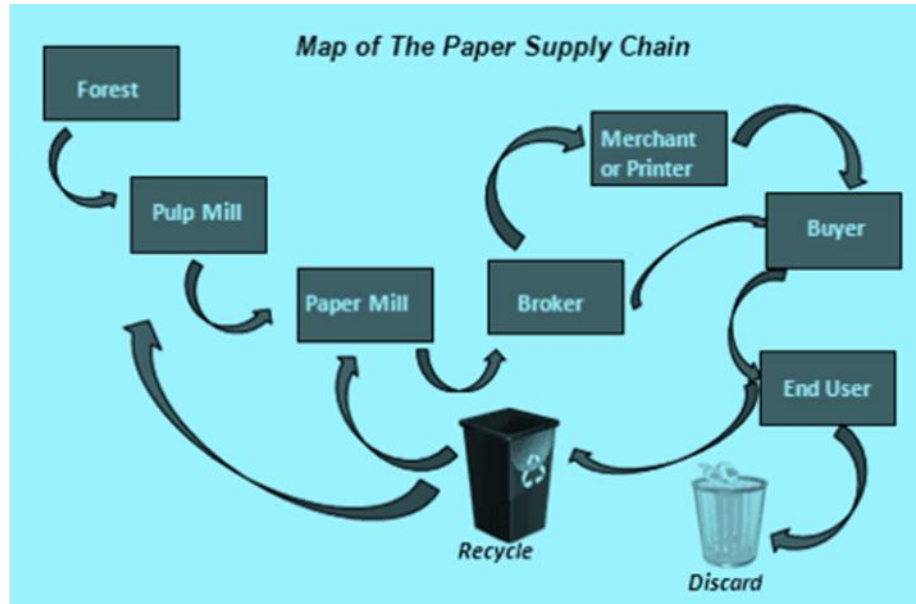 Map of The Paper Supply Chain
Forest
Merchant
or Printer
Pulp Mill
Buyer
Paper Mill
Broker
End User
Recycle
Discard